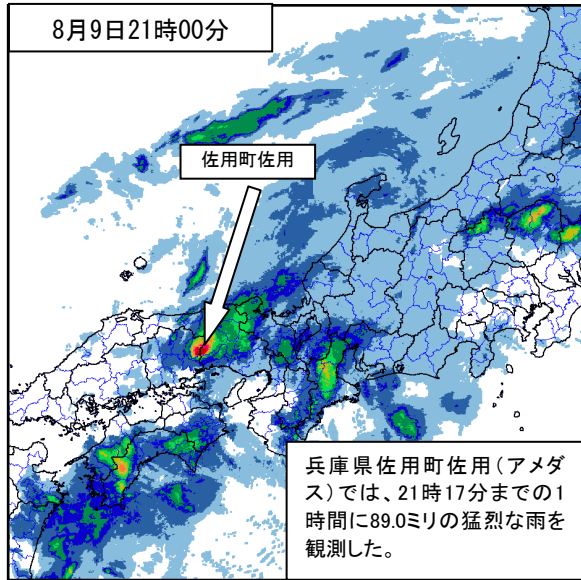 8月9日21時00分
佐用町佐用
兵庫県佐用町佐用（アメダ
ス）では、21時17分までの1
時間に89.0ミリの猛烈な雨を
観測した。